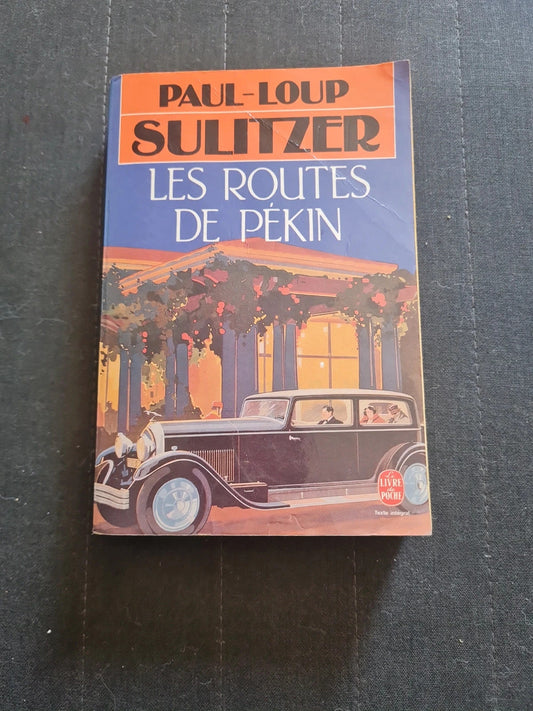 PAUL-LOUP
SULITZER
LES ROUTES
DE PÉKIN
Le
LIVRE
de
POCHE
Texte intégral